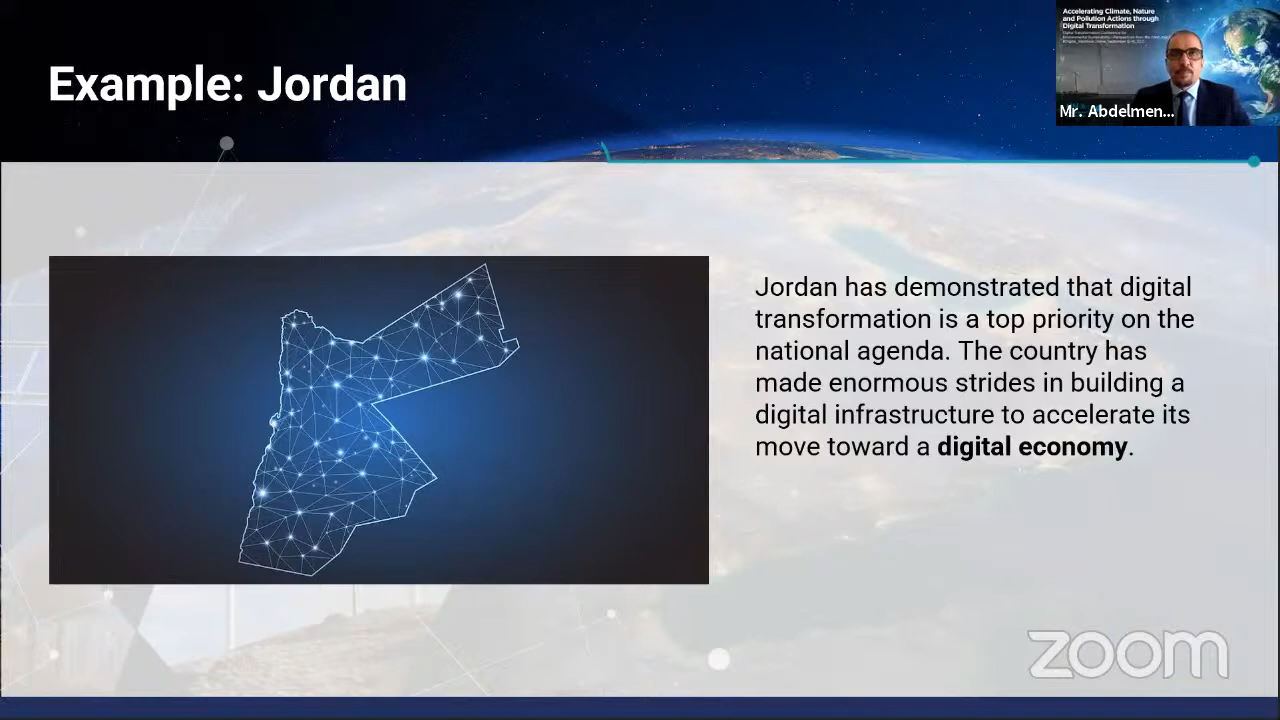 Example: Jordan
Accelerating Climate, Nature
and Pollution Actions through
Digital Transformation
Mr. Abdelmen...
Jordan has demonstrated that digital
transformation is a top priority on the
national agenda. The country has
made enormous strides in building a
digital infrastructure to accelerate its
move toward a digital economy.
zoom